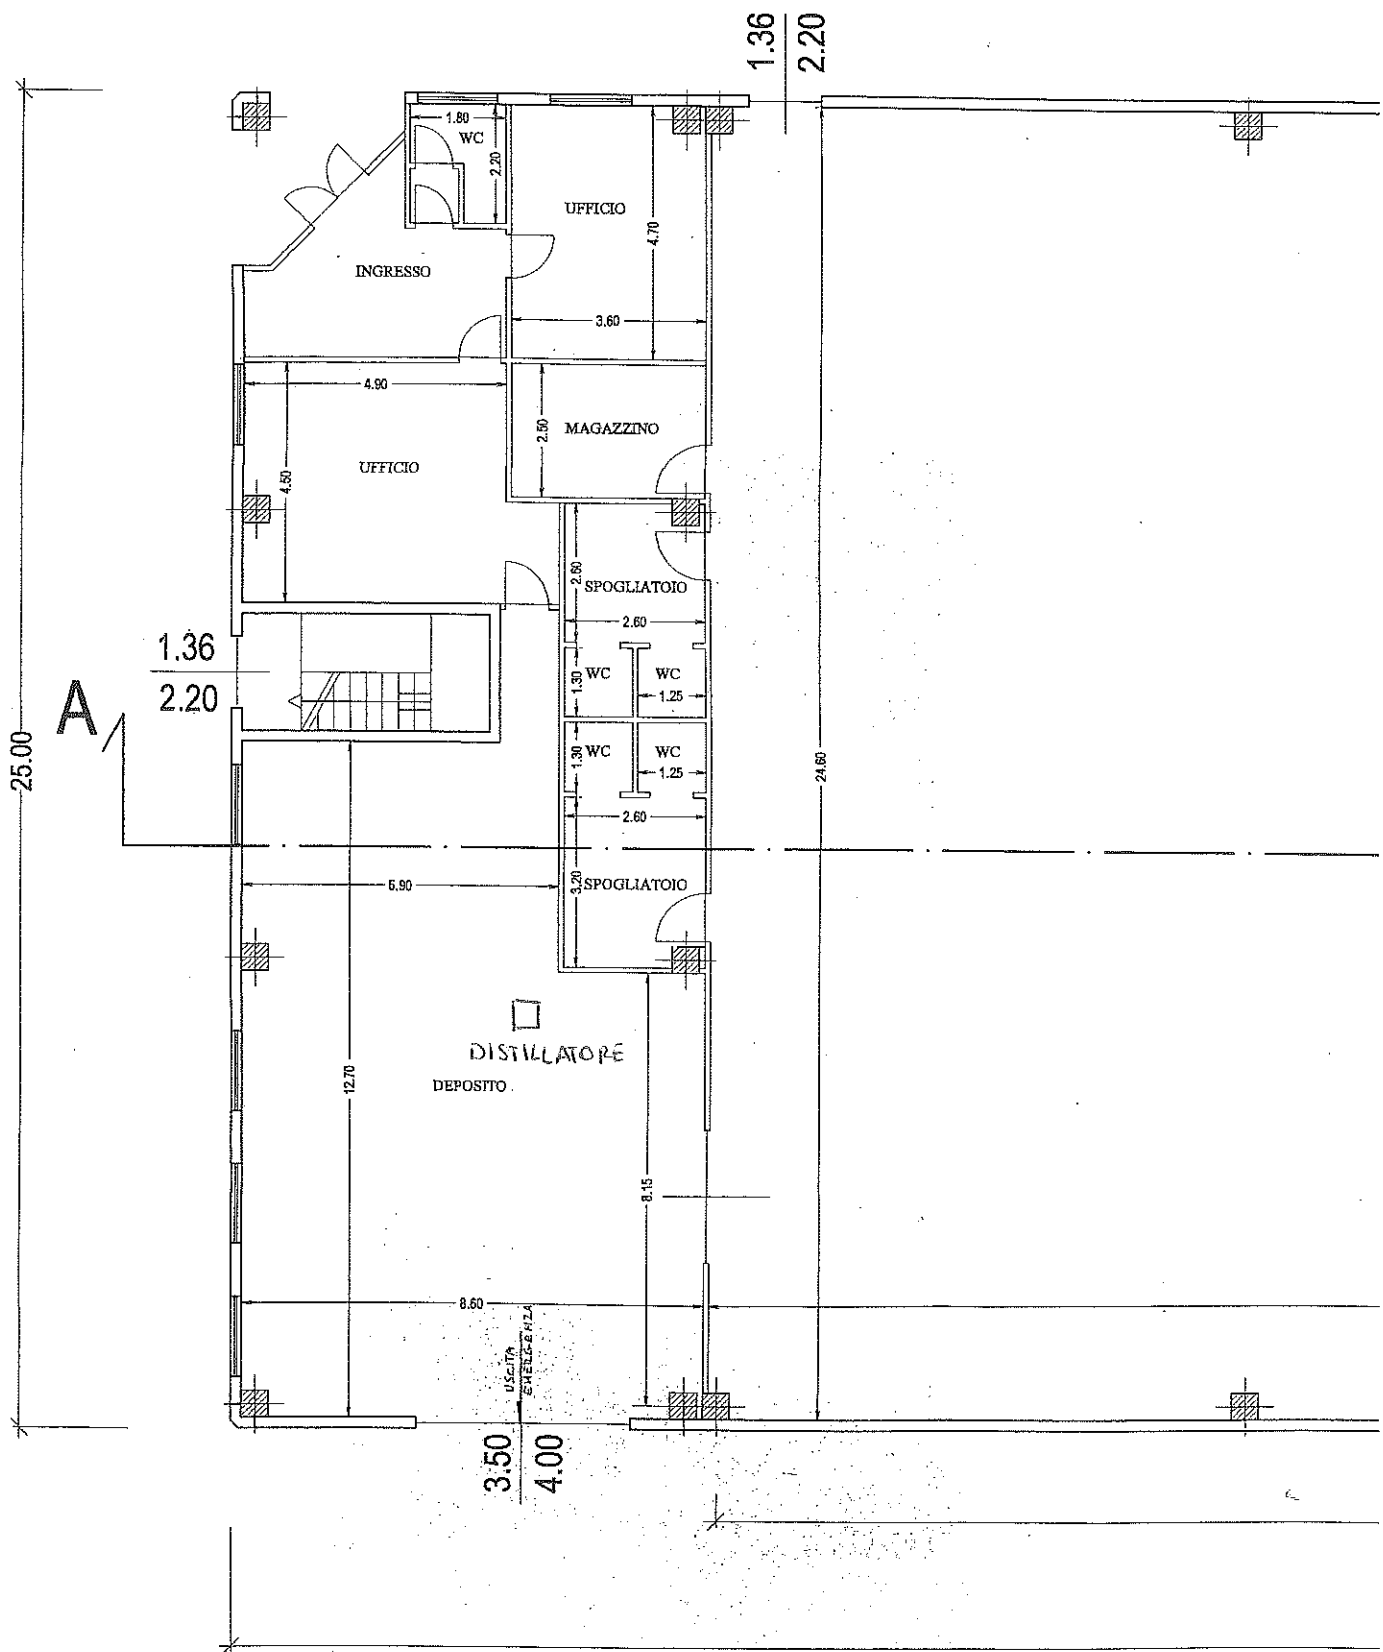 1.36
2.20
25.00
1.80
WC
2.20
UFFICIO
4.70
3.60
INGRESSO
4.90
4.50
UFFICIO
2.50
MAGAZZINO
2.60
SPOGLIATOIO
2.60
1.36
2.20
A
WC
WC
1.30
1.25
WC
WC
1.30
1.25
24.60
2.60
5.90
3.20
SPOGLIATOIO
DISTILLATORE
DEPOSITO
12.70
8.15
8.60
USCITA
EMERGENZA
3.50
4.00